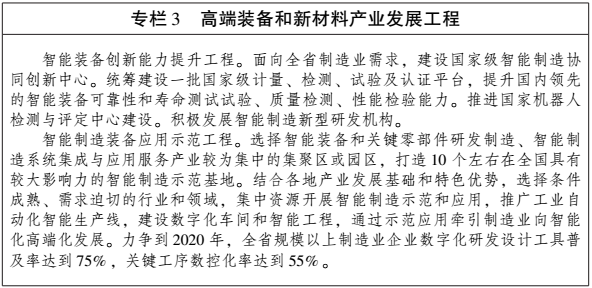 专栏3 高端装备和新材料产业发展工程
智能装备创新能力提升工程。面向全省制造业需求，建设国家级智能制造协
同创新中心。统筹建设一批国家级计量、检测、试验及认证平台，提升国内领先
的智能装备可靠性和寿命测试试验、质量检测、性能检验能力。推进国家机器人
检测与评定中心建设。积极发展智能制造新型研发机构。
智能制造装备应用示范工程。选择智能装备和关键零部件研发制造、智能制
造系统集成与应用服务产业较为集中的集聚区或园区，打造10个左右在全国具有
较大影响力的智能制造示范基地。结合各地产业发展基础和特色优势，选择条件
成熟、需求迫切的行业和领域，集中资源开展智能制造示范和应用，推广工业自
动化智能生产线，建设数字化车间和智能工程，通过示范应用牵引制造业向智能
化高端化发展。力争到2020年，全省规模以上制造业企业数字化研发设计工具普
及率达到75%，关键工序数控化率达到55%。